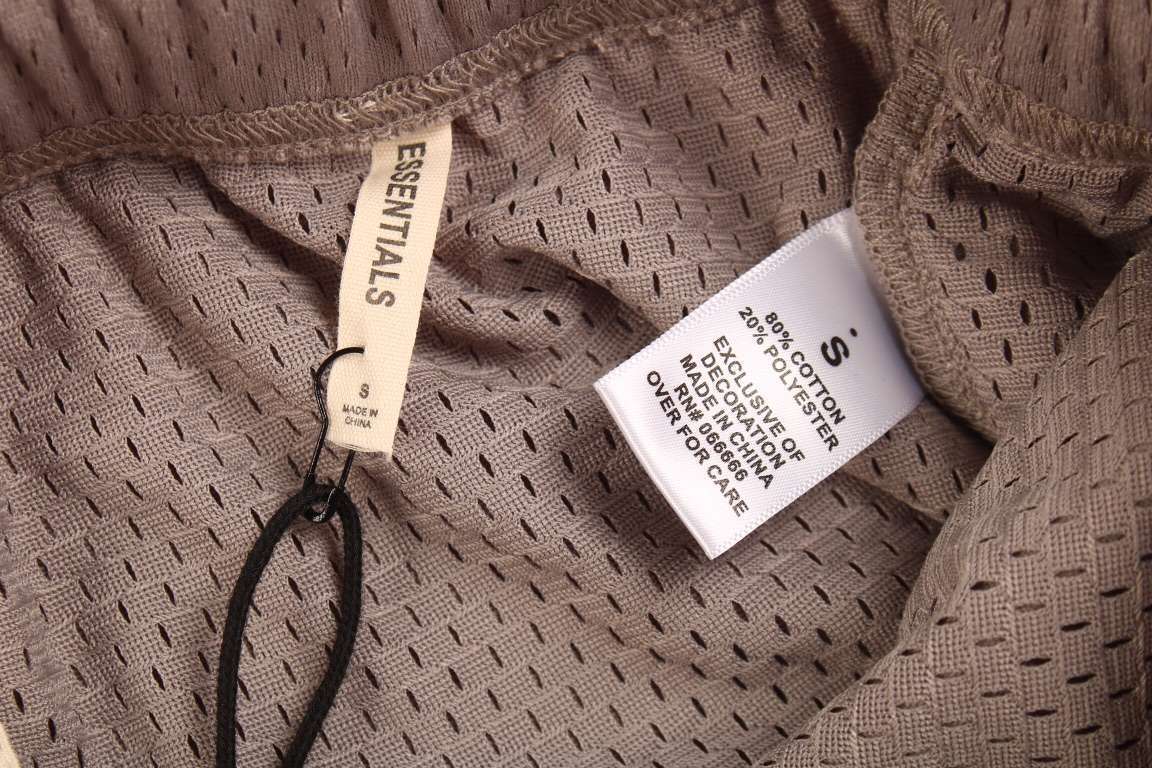 ESSENTIALS
S
MADE IN
CHINA
S
80% COTTON
20% POLYESTER
EXCLUSIVE OF
DECORATION
MADE IN CHINA
RN# 066666
OVER FOR CARE